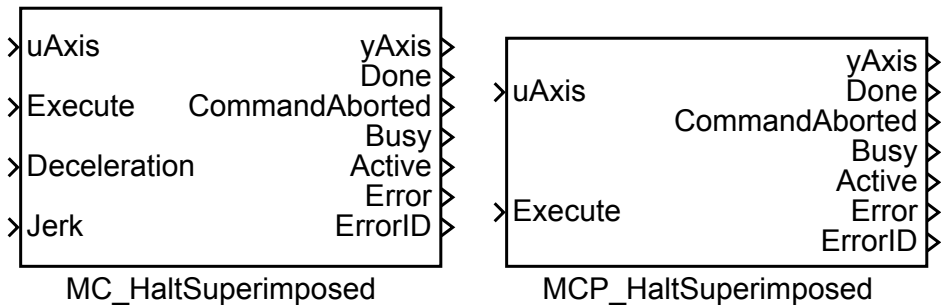 uAxis
Execute
Deceleration
Jerk
yAxis
Done
CommandAborted
Busy
Active
Error
ErrorID
MC_HaltSuperimposed
uAxis
Execute
yAxis
Done
CommandAborted
Busy
Active
Error
ErrorID
MCP_HaltSuperimposed